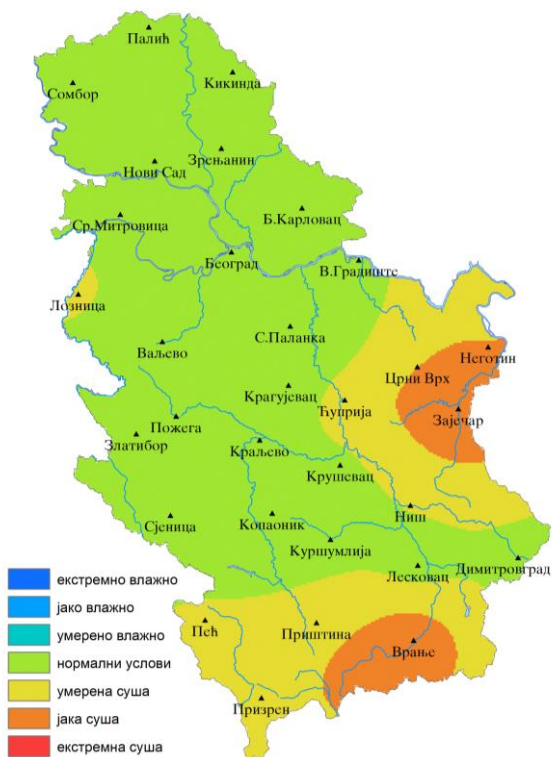 Палић
Кикинда
Сомбор
Зрењанин
Нови Сад
Б.Карловац
Ср.Митровица
Београд
В.Градиште
Лозница
С.Паланка
Ваљево
Неготин
Црни Врх
Крагујевац
Ћуприја
Зајечар
Пожега
Златибор
Краљево
Крушевац
Сјеница
Копаоник
Ниш
Куршумлија
Димитровград
Лесковац
Пећ
Приштина
Врање
Призрен
екстремно влажно
јако влажно
умерено влажно
нормални услови
умерена суша
јака суша
екстремна суша